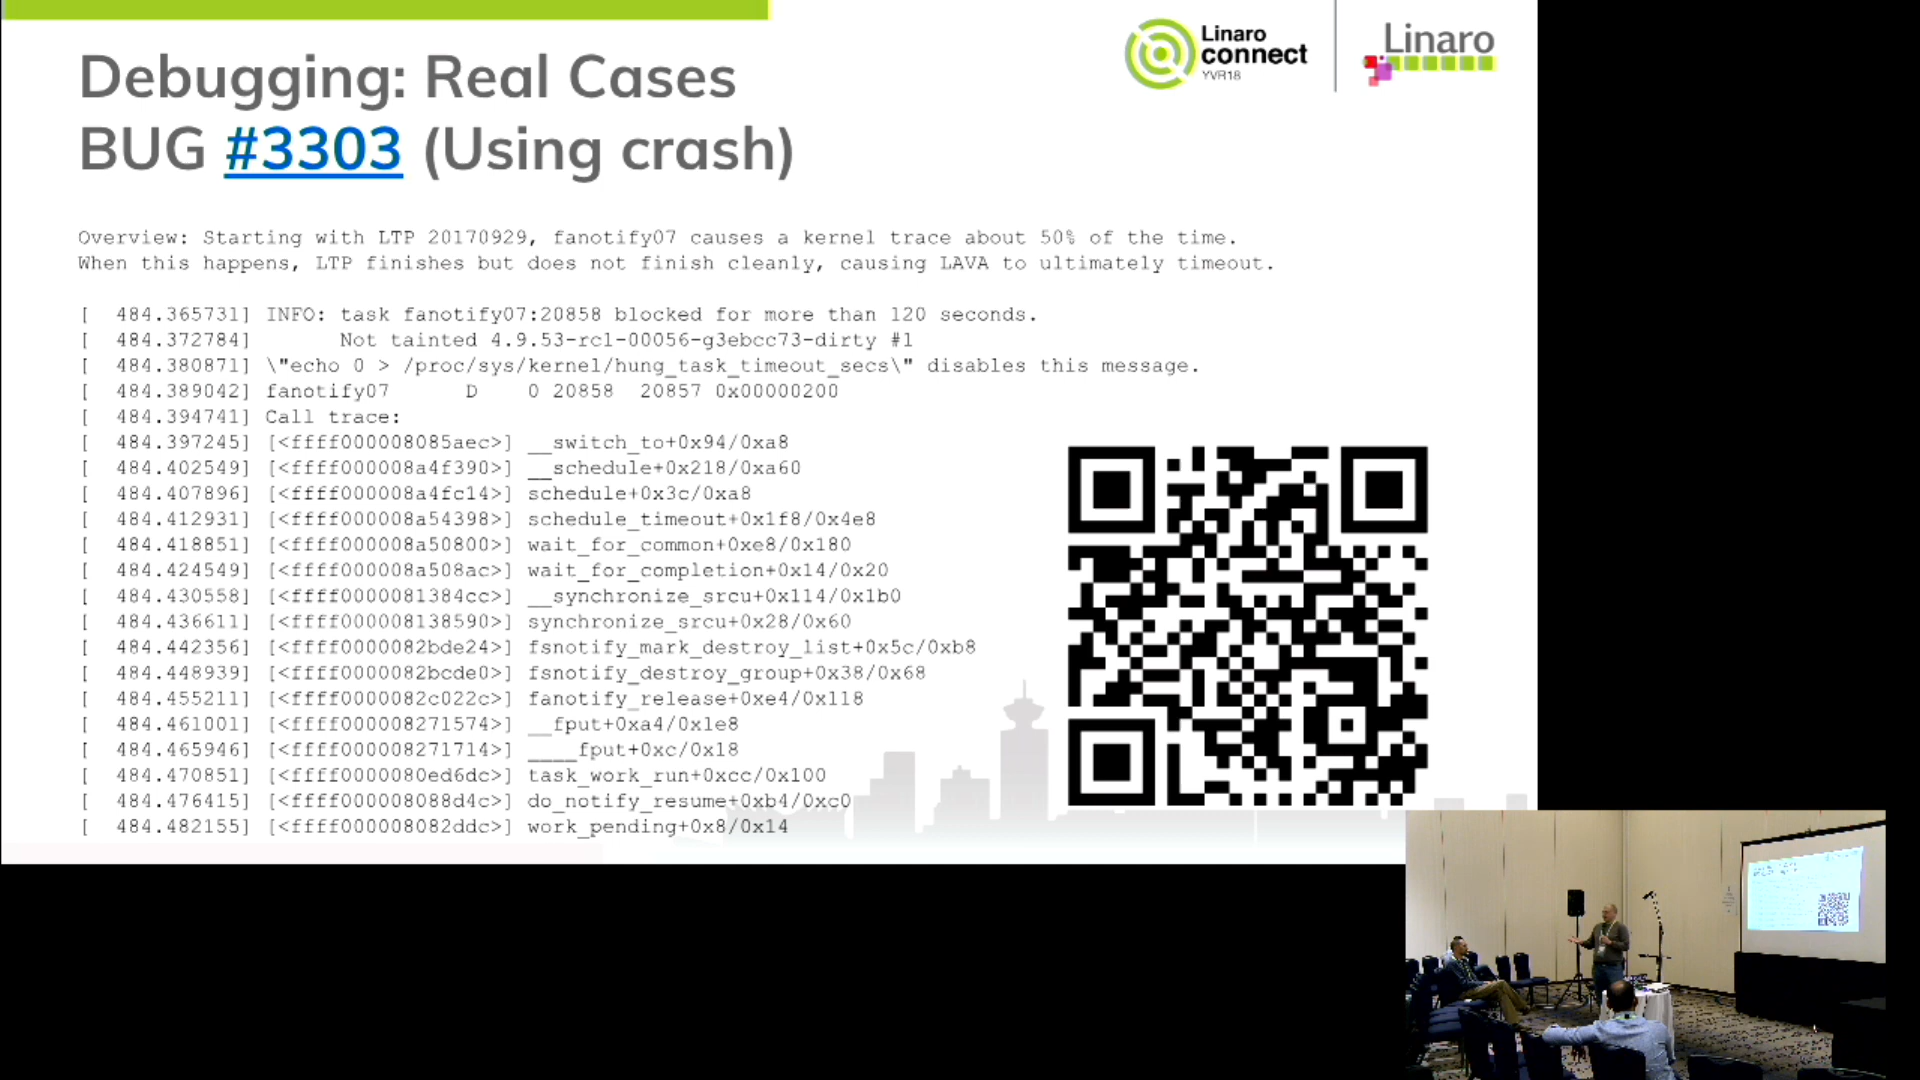 Debugging: Real Cases
BUG #3303 (Using crash)
Linaro
connect
YVR18
Linaro
Overview: Starting with LTP 20170929, fanotify07 causes a kernel trace about 50% of the time.
When this happens, LTP finishes but does not finish cleanly, causing LAVA to ultimately timeout.
[  484.365731] INFO: task fanotify07:20858 blocked for more than 120 seconds.
[  484.372784]       Not tainted 4.9.53-rc1-00056-g3ebcc73-dirty #1
[  484.380871] \"echo 0 > /proc/sys/kernel/hung_task_timeout_secs\" disables this message.
[  484.389042] fanotify07      D    0 20858  20857 0x00000200
[  484.394741] Call trace:
[  484.397245] [<ffff000008085aec>] __switch_to+0x94/0xa8
[  484.402549] [<ffff000008a4f390>] __schedule+0x218/0xa60
[  484.407896] [<ffff000008a4fc14>] schedule+0x3c/0xa8
[  484.412931] [<ffff000008a54398>] schedule_timeout+0x1f8/0x4e8
[  484.418851] [<ffff000008a50800>] wait_for_common+0xe8/0x180
[  484.424549] [<ffff000008a508ac>] wait_for_completion+0x14/0x20
[  484.430558] [<ffff0000081384cc>] __synchronize_srcu+0x114/0x1b0
[  484.436611] [<ffff000008138590>] synchronize_srcu+0x28/0x60
[  484.442356] [<ffff0000082bde24>] fsnotify_mark_destroy_list+0x5c/0xb8
[  484.448939] [<ffff0000082bcde0>] fsnotify_destroy_group+0x38/0x68
[  484.455211] [<ffff0000082c022c>] fanotify_release+0xe4/0x118
[  484.461001] [<ffff000008271574>] __fput+0xa4/0x1e8
[  484.465946] [<ffff000008271714>] ____fput+0xc/0x18
[  484.470851] [<ffff0000080ed6dc>] task_work_run+0xcc/0x100
[  484.476415] [<ffff000008088d4c>] do_notify_resume+0xb4/0xc0
[  484.482155] [<ffff000008082ddc>] work_pending+0x8/0x14